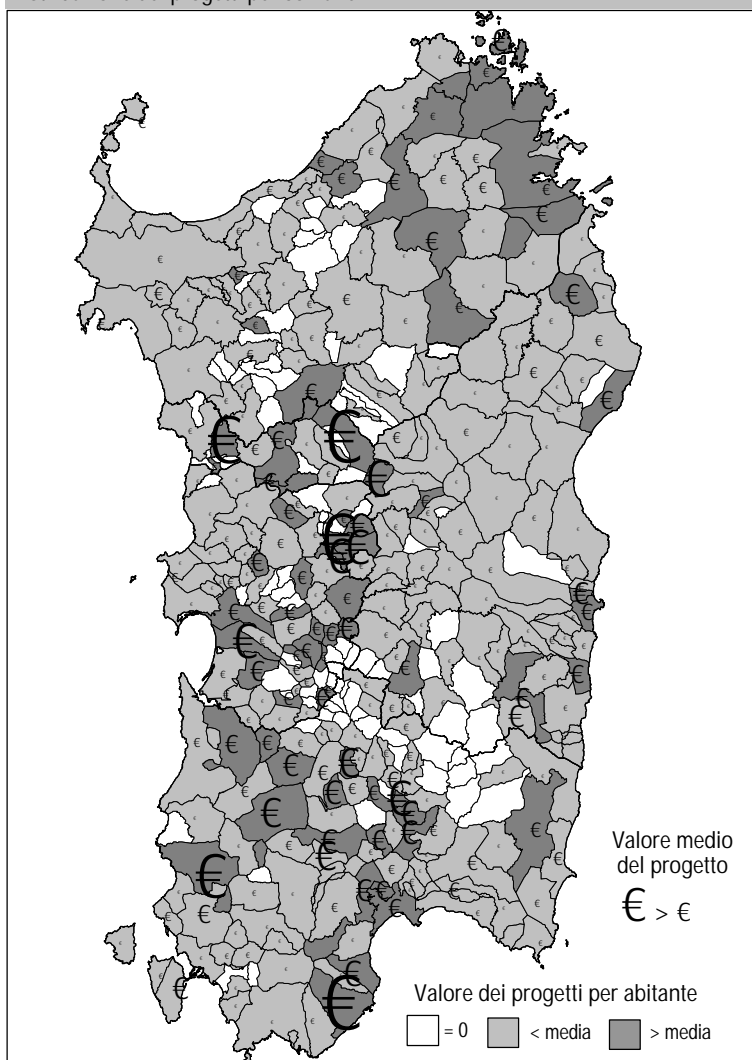 Valore medio
del progetto
€ > €
Valore dei progetti per abitante
= 0
< media
> media